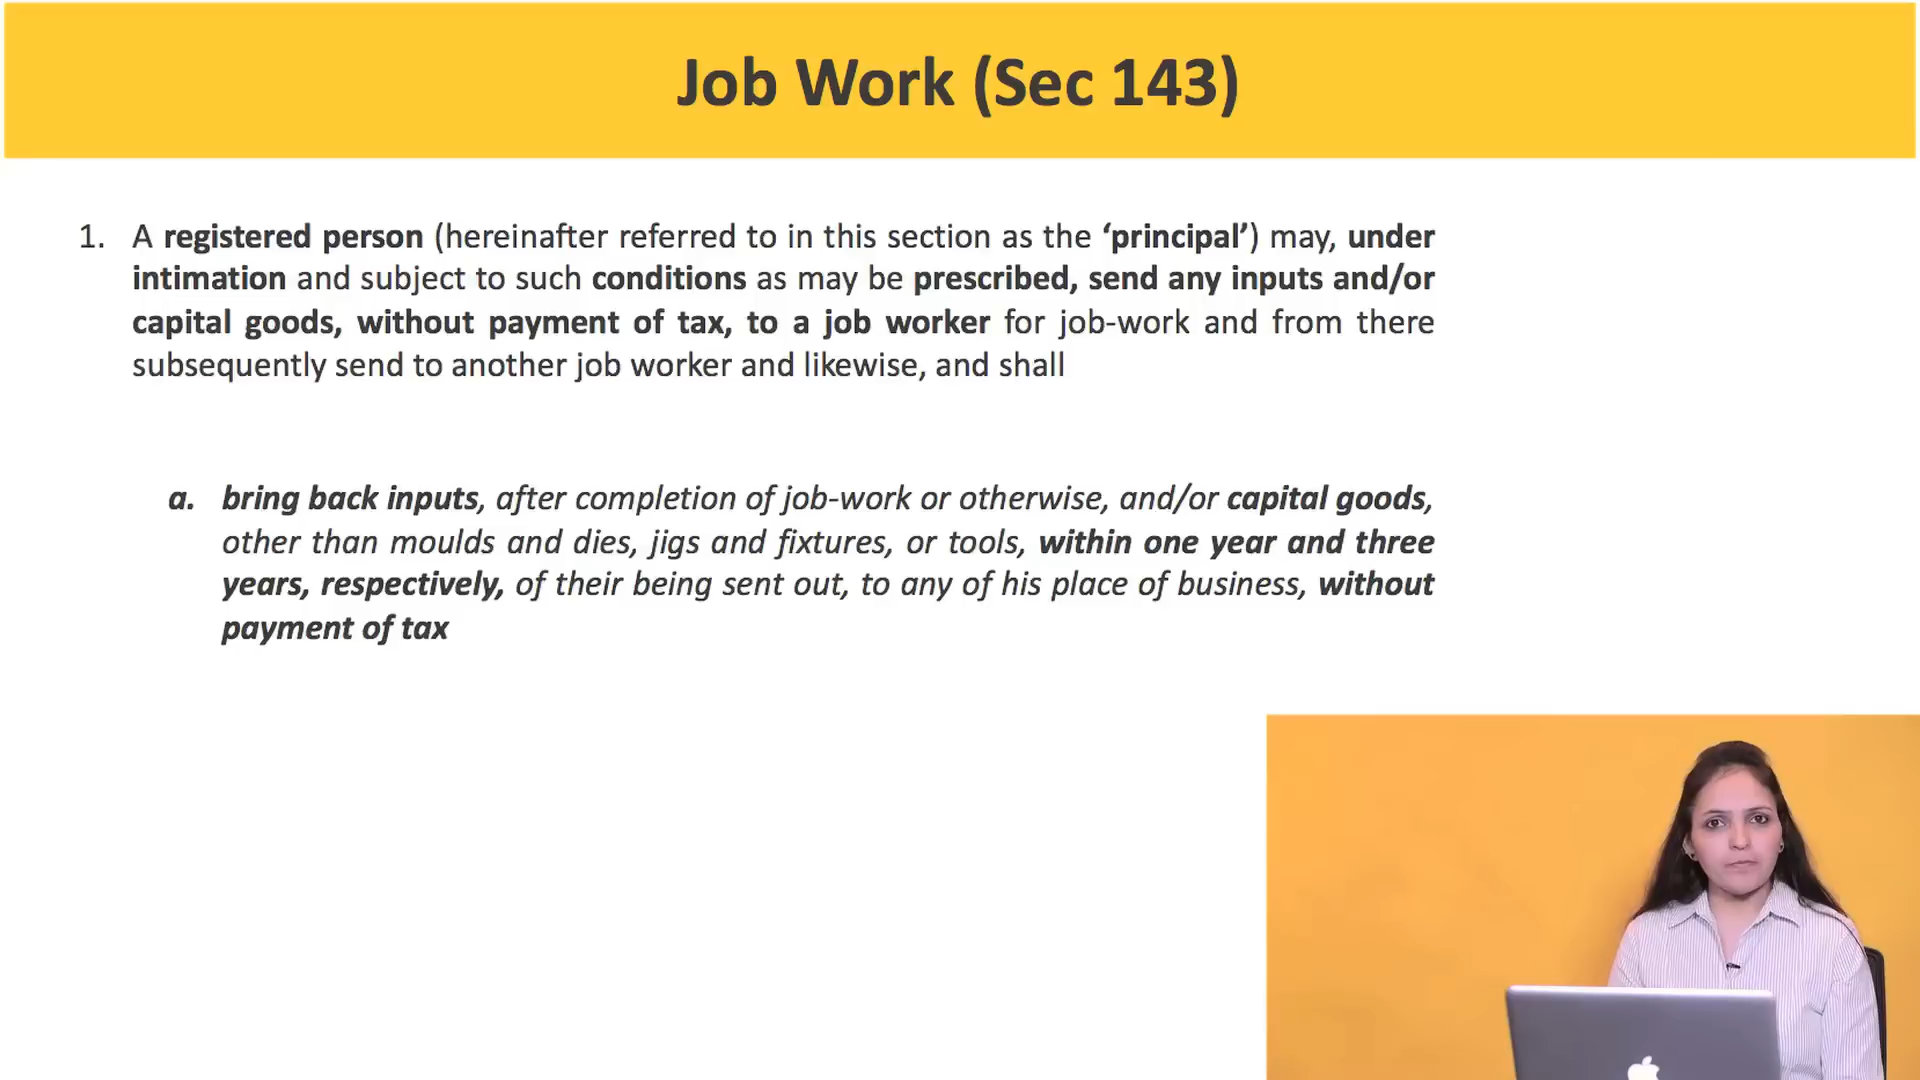 Job Work (Sec 143)
1. A registered person (hereinafter referred to in this section as the ‘principal’) may, under
intimation and subject to such conditions as may be prescribed, send any inputs and/or
capital goods, without payment of tax, to a job worker for job-work and from there
subsequently send to another job worker and likewise, and shall
a. bring back inputs, after completion of job-work or otherwise, and/or capital goods,
other than moulds and dies, jigs and fixtures, or tools, within one year and three
years, respectively, of their being sent out, to any of his place of business, without
payment of tax